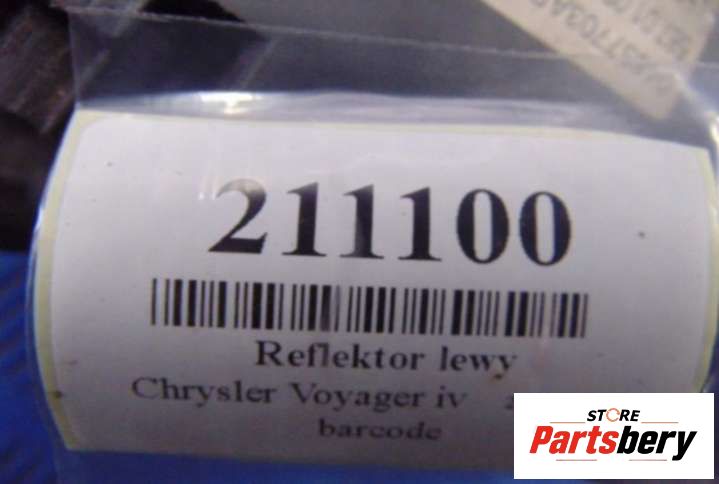 211100
Reflektor lewy
Chrysler Voyager iv
barcode
STORE
Partsbery